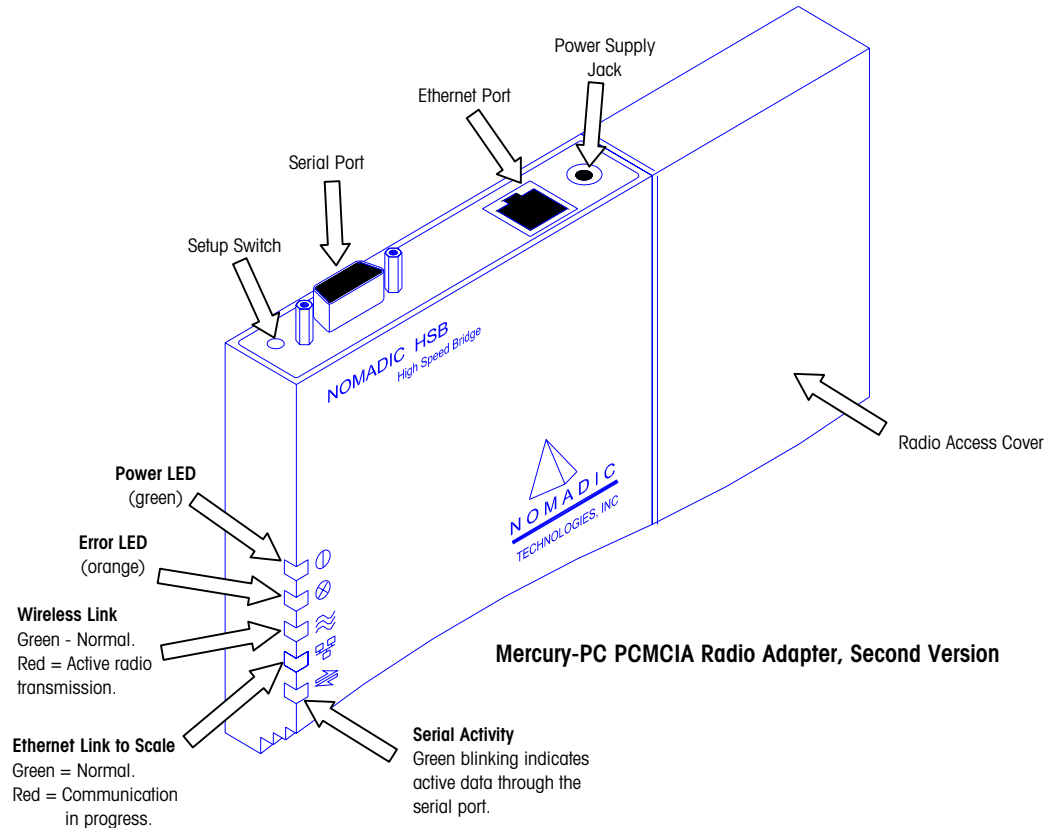 Power Supply
Jack
Ethernet Port
Serial Port
Setup Switch
NOMADIC HSB
High Speed Bridge
Radio Access Cover
NOMADIC
TECHNOLOGIES, INC
Power LED
(green)
Error LED
(orange)
Wireless Link
Green - Normal.
Red = Active radio
transmission.
Mercury-PC PCMCIA Radio Adapter, Second Version
Ethernet Link to Scale
Green = Normal.
Red = Communication
in progress.
Serial Activity
Green blinking indicates
active data through the
serial port.